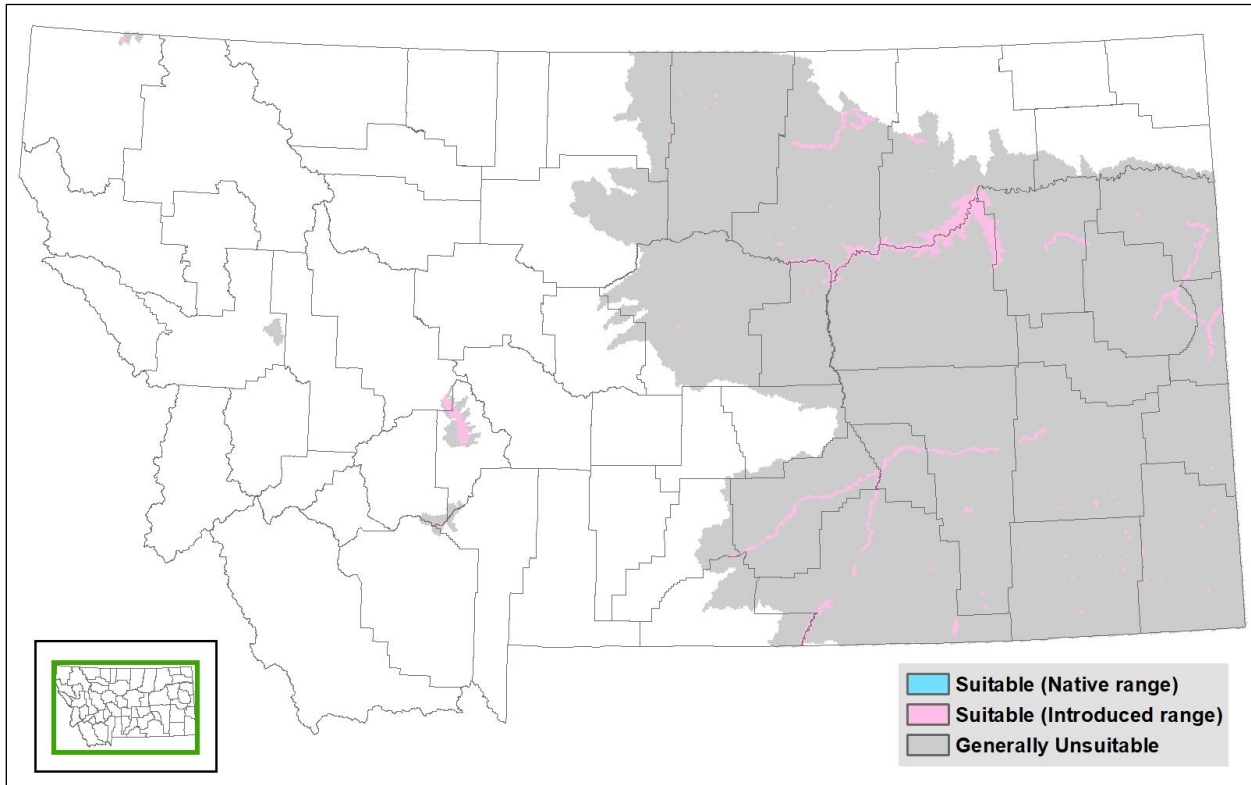 Suitable (Native range)
Suitable (Introduced range)
Generally Unsuitable